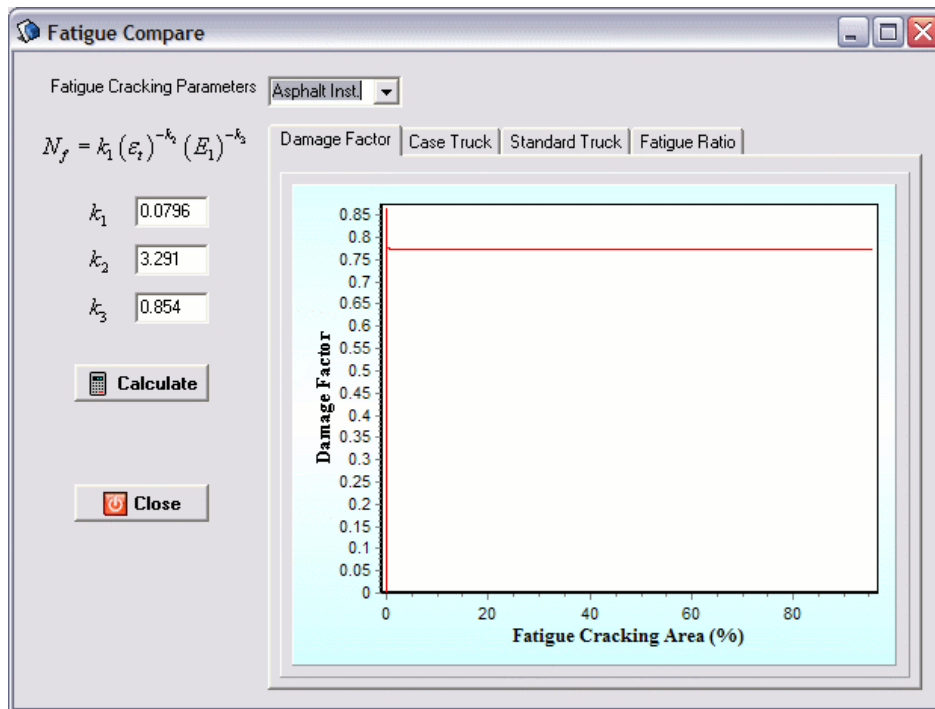 Fatigue Compare
Fatigue Cracking Parameters
Asphalt Inst.
N_f = k_1 (ε_t)^{-k_2} (E_1)^{-k_3}
k_1 0.0796
k_2 3.291
k_3 0.854
Calculate
Close
Damage Factor Case Truck Standard Truck Fatigue Ratio
0.85
0.8
0.75
0.7
0.65
0.6
0.55
0.5
0.45
0.4
0.35
0.3
0.25
0.2
0.15
0.1
0.05
0
Damage Factor
0 20 40 60 80
Fatigue Cracking Area (%)